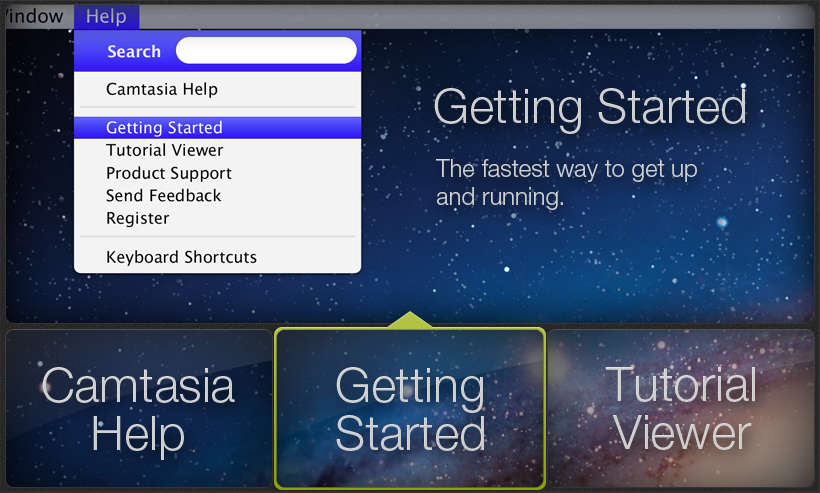 Window Help
Search
Camtasia Help
Getting Started
Tutorial Viewer
Product Support
Send Feedback
Register
Keyboard Shortcuts
Getting Started
The fastest way to get up
and running.
Camtasia
Help
Getting
Started
Tutorial
Viewer